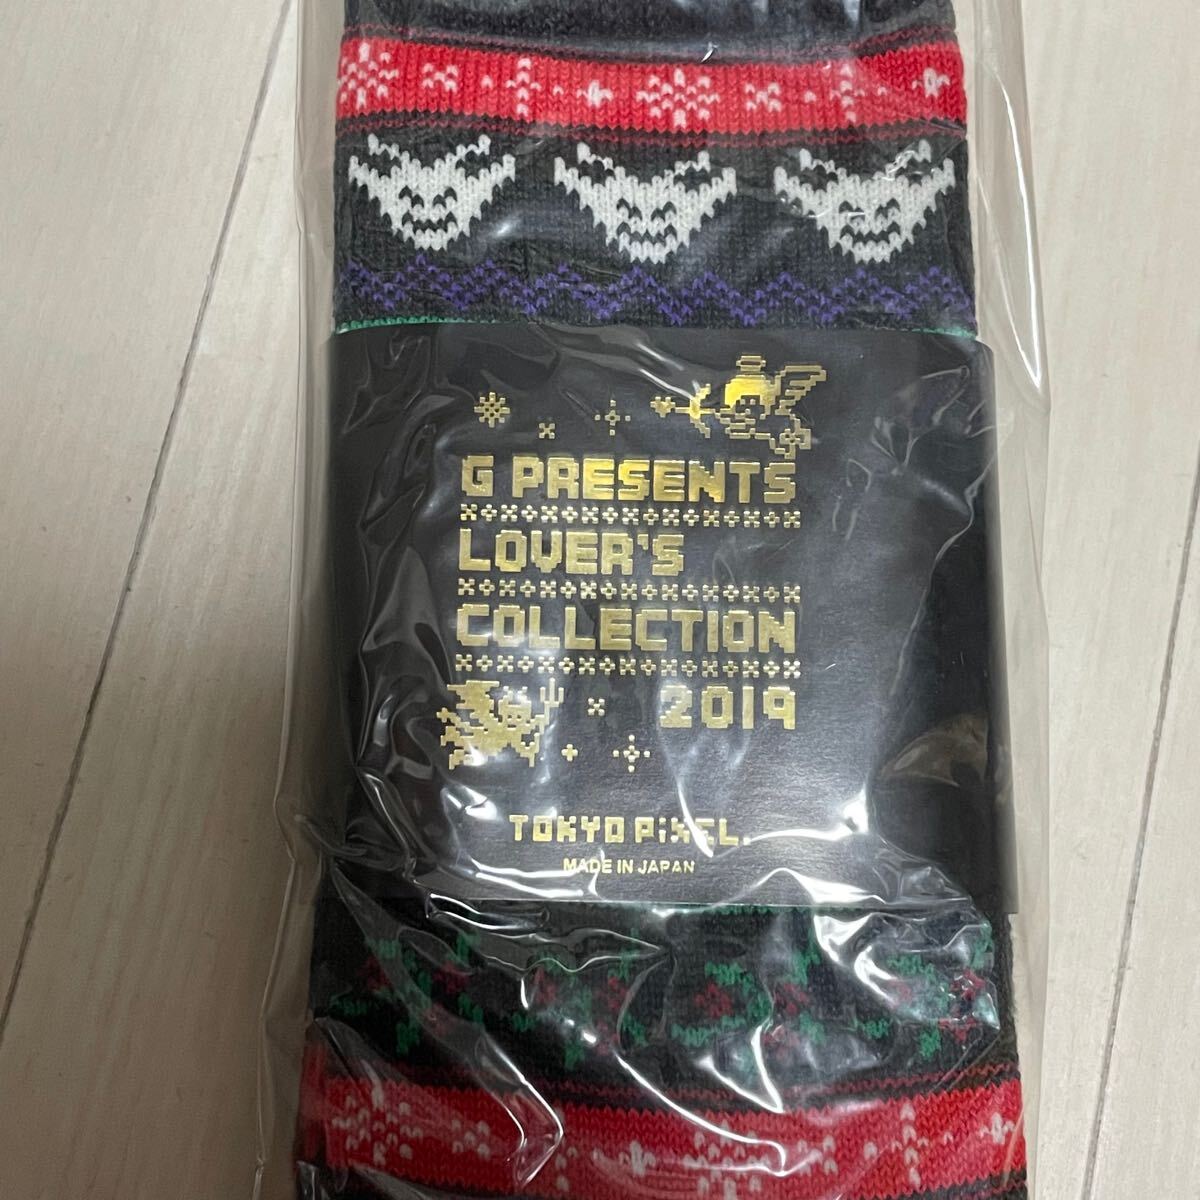 G PRESENTS
LOVER'S
COLLECTION
2019
TOKYO PiXEL.
MADE IN JAPAN